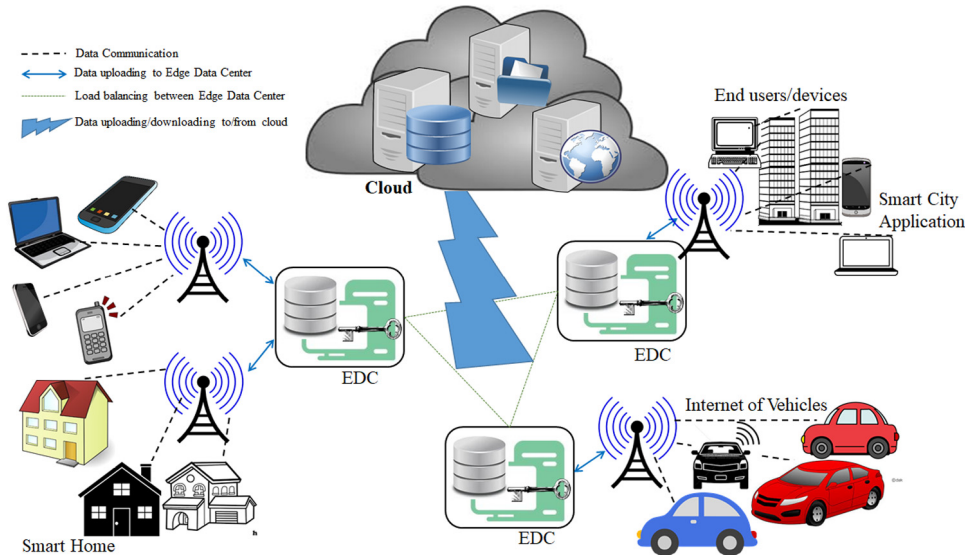 Data Communication
Data uploading to Edge Data Center
Load balancing between Edge Data Center
Data uploading/downloading to/from cloud
Cloud
End users/devices
Smart City
Application
EDC
EDC
Internet of Vehicles
EDC
Smart Home
h